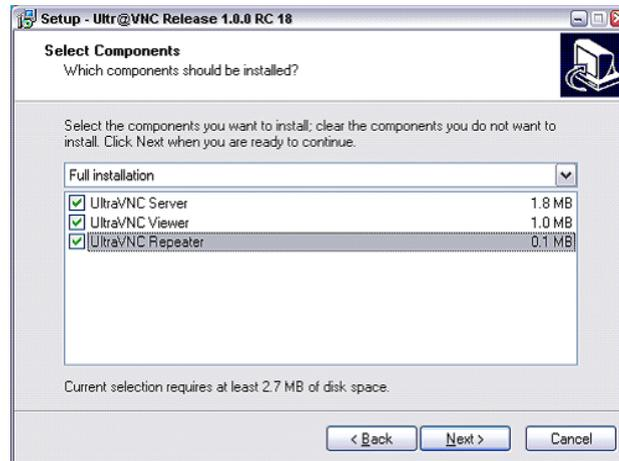 Setup - Ultr@VNC Release 1.0.0 RC 18
Select Components
Which components should be installed?
Select the components you want to install; clear the components you do not want to
install. Click Next when you are ready to continue.
Full installation
UltraVNC Server 1.8 MB
UltraVNC Viewer 1.0 MB
UltraVNC Repeater 0.1 MB
Current selection requires at least 2.7 MB of disk space.
< Back Next > Cancel